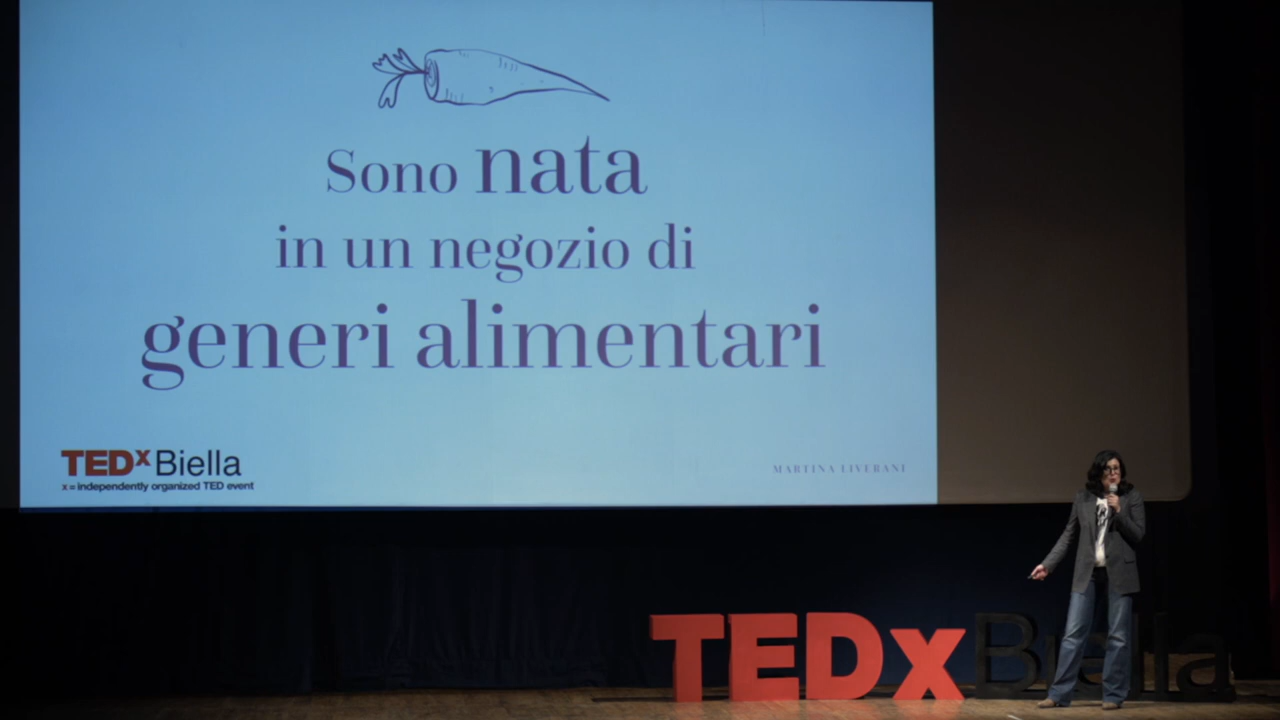 Sono nata
in un negozio di
generi alimentari
TEDx Biella
x = independently organized TED event
MARTINA LIVERANI
TEDx Biella